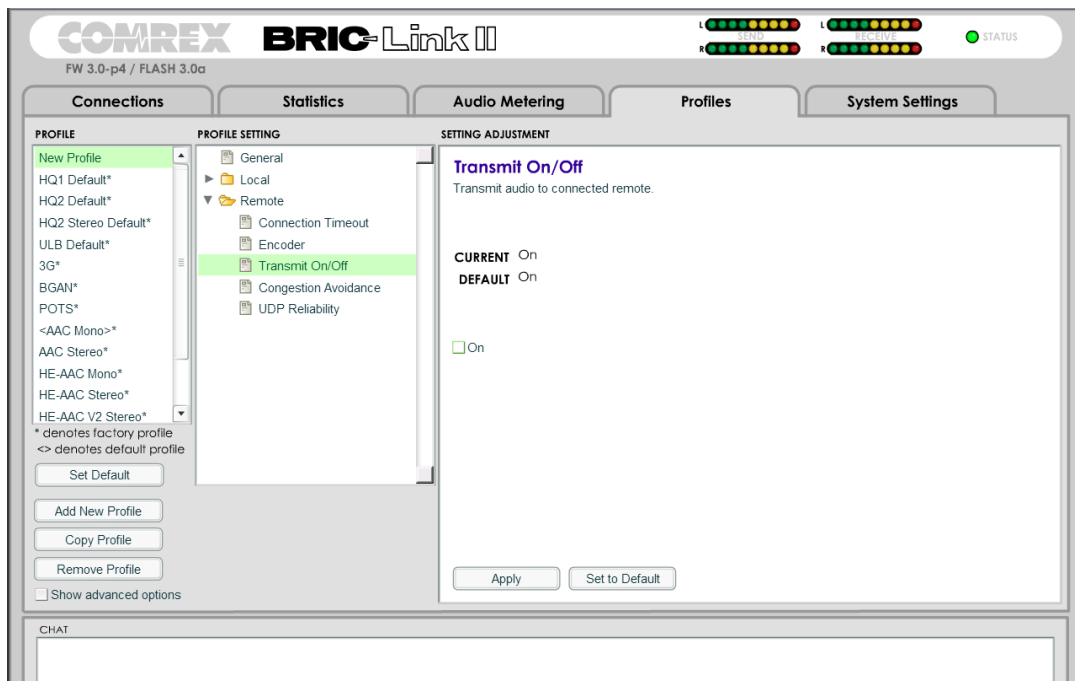 COMREX BRIC-Link II
L SEND R
L RECEIVE R
STATUS
FW 3.0-p4 / FLASH 3.0a
Connections Statistics Audio Metering Profiles System Settings
PROFILE
New Profile
HQ1 Default*
HQ2 Default*
HQ2 Stereo Default*
ULB Default*
3G*
BGAN*
POTS*
<AAC Mono>*
AAC Stereo*
HE-AAC Mono*
HE-AAC Stereo*
HE-AAC V2 Stereo*
* denotes factory profile
<> denotes default profile
Set Default
Add New Profile
Copy Profile
Remove Profile
Show advanced options
PROFILE SETTING
General
Local
Remote
Connection Timeout
Encoder
Transmit On/Off
Congestion Avoidance
UDP Reliability
SETTING ADJUSTMENT
Transmit On/Off
Transmit audio to connected remote.
CURRENT On
DEFAULT On
On
Apply Set to Default
CHAT